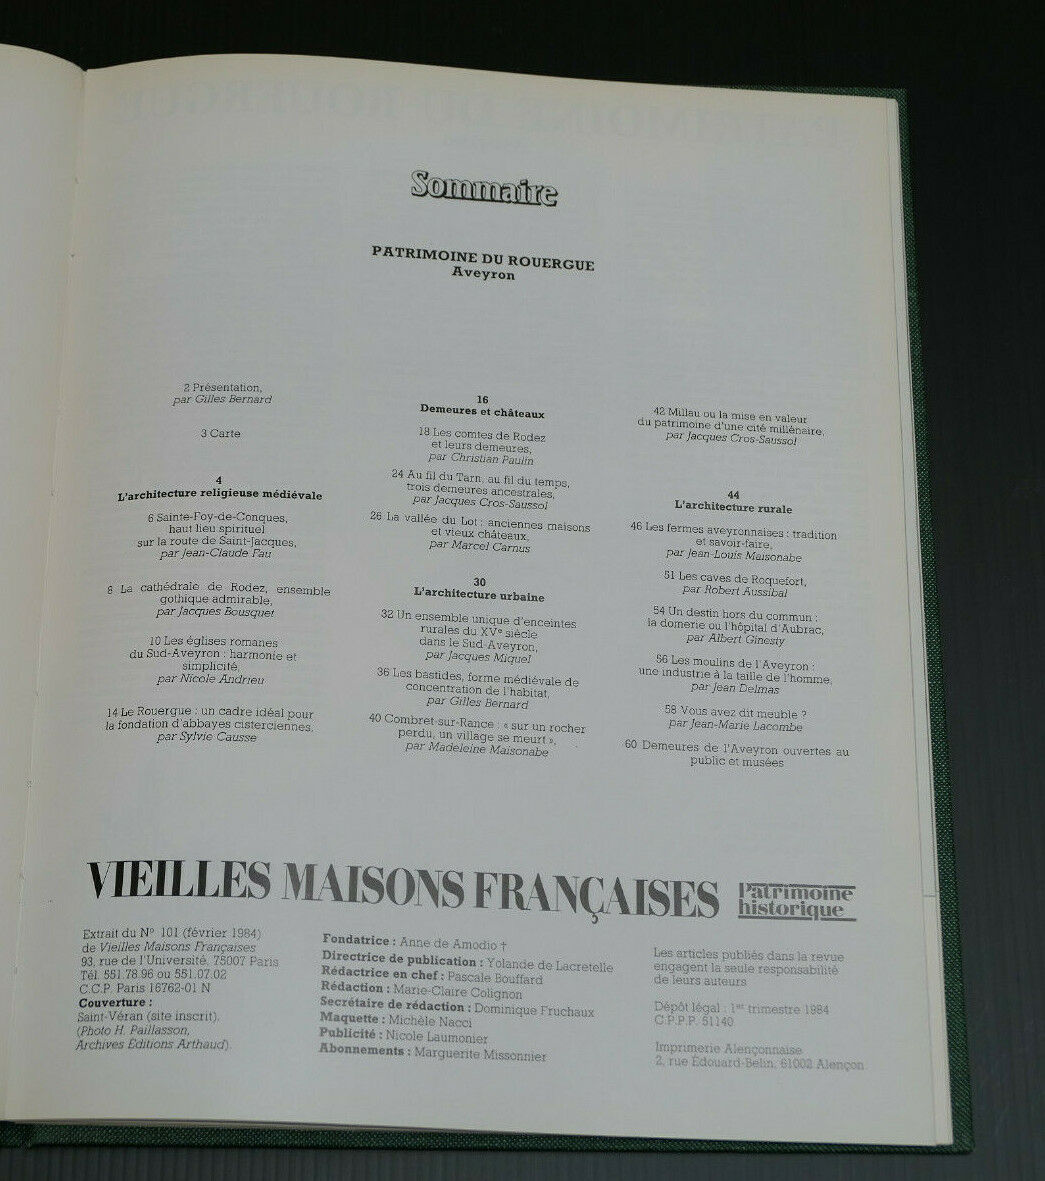 Sommaire
PATRIMOINE DU ROUERGUE
Aveyron
2 Présentation,
par Gilles Bernard
3 Carte
4
L'architecture religieuse médiévale
6 Sainte-Foy-de-Conques,
haut lieu spirituel
sur la route de Saint-Jacques,
par Jean-Claude Fau
8 La cathédrale de Rodez, ensemble
gothique admirable,
par Jacques Bousquet
10 Les églises romanes
du Sud-Aveyron : harmonie et
simplicité,
par Nicole Andrieu
14 Le Rouergue : un cadre idéal pour
la fondation d'abbayes cisterciennes,
par Sylvie Causse
16
Demeures et châteaux
18 Les comtes de Rodez
et leurs demeures,
par Christian Paulin
24 Au fil du Tarn, au fil du temps,
trois demeures ancestrales,
par Jacques Cros-Saussol
26 La vallée du Lot : anciennes maisons
et vieux châteaux,
par Marcel Carnus
30
L'architecture urbaine
32 Un ensemble unique d'enceintes
rurales du XVe siècle
dans le Sud-Aveyron,
par Jacques Miquel
36 Les bastides, forme médiévale de
concentration de l'habitat,
par Gilles Bernard
40 Combret-sur-Rance : « sur un rocher
perdu, un village se meurt »,
par Madeleine Maisonabe
42 Millau ou la mise en valeur
du patrimoine d'une cité millénaire,
par Jacques Cros-Saussol
44
L'architecture rurale
46 Les fermes aveyronnaises : tradition
et savoir-faire,
par Jean-Louis Maisonabe
51 Les caves de Roquefort,
par Robert Aussibal
54 Un destin hors du commun :
la domerie ou l'hôpital d'Aubrac,
par Albert Ginesty
56 Les moulins de l'Aveyron :
une industrie à la taille de l'homme,
par Jean Delmas
58 Vous avez dit meuble ?
par Jean-Marie Lacombe
60 Demeures de l'Aveyron ouvertes au
public et musées
VIEILLES MAISONS FRANÇAISES
Patrimoine
historique
Extrait du N° 101 (février 1984)
de Vieilles Maisons Françaises
93, rue de l'Université, 75007 Paris
Tél. 551.78.96 ou 551.07.02
C.C.P. Paris 16762-01 N
Couverture :
Saint-Véran (site inscrit).
(Photo H. Paillasson,
Archives Éditions Arthaud).
Fondatrice : Anne de Amodio †
Directrice de publication : Yolande de Lacretelle
Rédactrice en chef : Pascale Bouffard
Rédaction : Marie-Claire Colignon
Secrétaire de rédaction : Dominique Fruchaux
Maquette : Michèle Nacci
Publicité : Nicole Laumonier
Abonnements : Marguerite Missonnier
Les articles publiés dans la revue
engagent la seule responsabilité
de leurs auteurs
Dépôt légal : 1er trimestre 1984
C.P.P.P. 51140
Imprimerie Alençonnaise
2, rue Édouard-Belin, 61002 Alençon